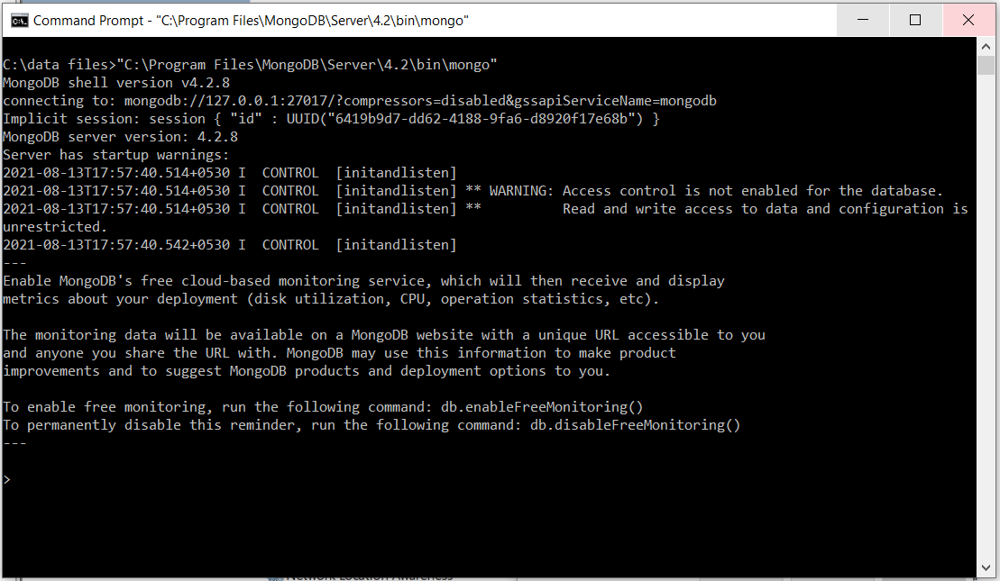 Command Prompt - "C:\Program Files\MongoDB\Server\4.2\bin\mongo"
C:\data files>"C:\Program Files\MongoDB\Server\4.2\bin\mongo"
MongoDB shell version v4.2.8
connecting to: mongodb://127.0.0.1:27017/?compressors=disabled&gssapiServiceName=mongodb
Implicit session: session { "id" : UUID("6419b9d7-dd62-4188-9fa6-d8920f17e68b") }
MongoDB server version: 4.2.8
Server has startup warnings:
2021-08-13T17:57:40.514+0530 I  CONTROL  [initandlisten]
2021-08-13T17:57:40.514+0530 I  CONTROL  [initandlisten] ** WARNING: Access control is not enabled for the database.
2021-08-13T17:57:40.514+0530 I  CONTROL  [initandlisten] **          Read and write access to data and configuration is
unrestricted.
2021-08-13T17:57:40.542+0530 I  CONTROL  [initandlisten]
---
Enable MongoDB's free cloud-based monitoring service, which will then receive and display
metrics about your deployment (disk utilization, CPU, operation statistics, etc).
The monitoring data will be available on a MongoDB website with a unique URL accessible to you
and anyone you share the URL with. MongoDB may use this information to make product
improvements and to suggest MongoDB products and deployment options to you.
To enable free monitoring, run the following command: db.enableFreeMonitoring()
To permanently disable this reminder, run the following command: db.disableFreeMonitoring()
---
>
Network Location Awareness